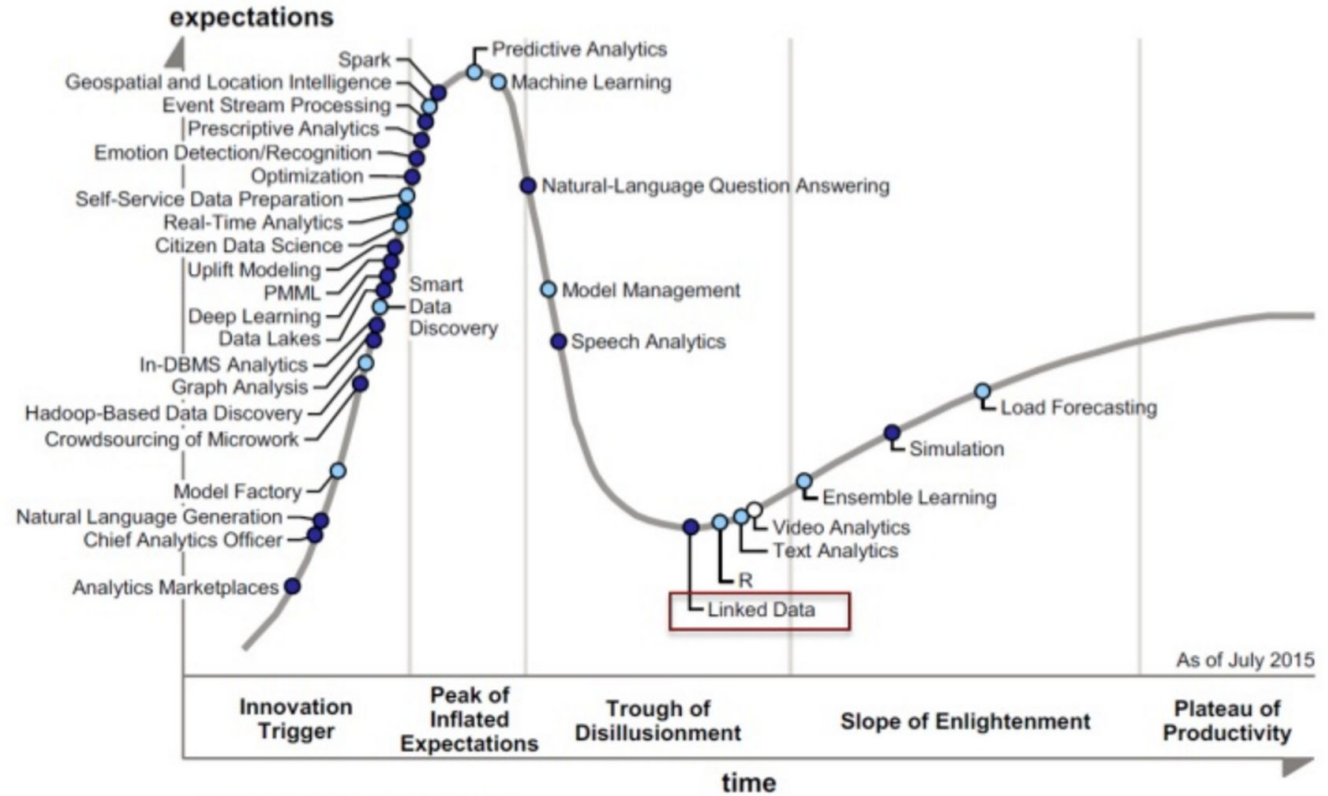 expectations
Spark
Geospatial and Location Intelligence
Event Stream Processing
Prescriptive Analytics
Emotion Detection/Recognition
Optimization
Self-Service Data Preparation
Real-Time Analytics
Citizen Data Science
Uplift Modeling
PMML
Deep Learning
Data Lakes
In-DBMS Analytics
Graph Analysis
Hadoop-Based Data Discovery
Crowdsourcing of Microwork
Model Factory
Natural Language Generation
Chief Analytics Officer
Analytics Marketplaces
Smart
Data
Discovery
Predictive Analytics
Machine Learning
Natural-Language Question Answering
Model Management
Speech Analytics
Linked Data
R
Text Analytics
Video Analytics
Ensemble Learning
Simulation
Load Forecasting
As of July 2015
Innovation
Trigger
Peak of
Inflated
Expectations
Trough of
Disillusionment
Slope of Enlightenment
Plateau of
Productivity
time